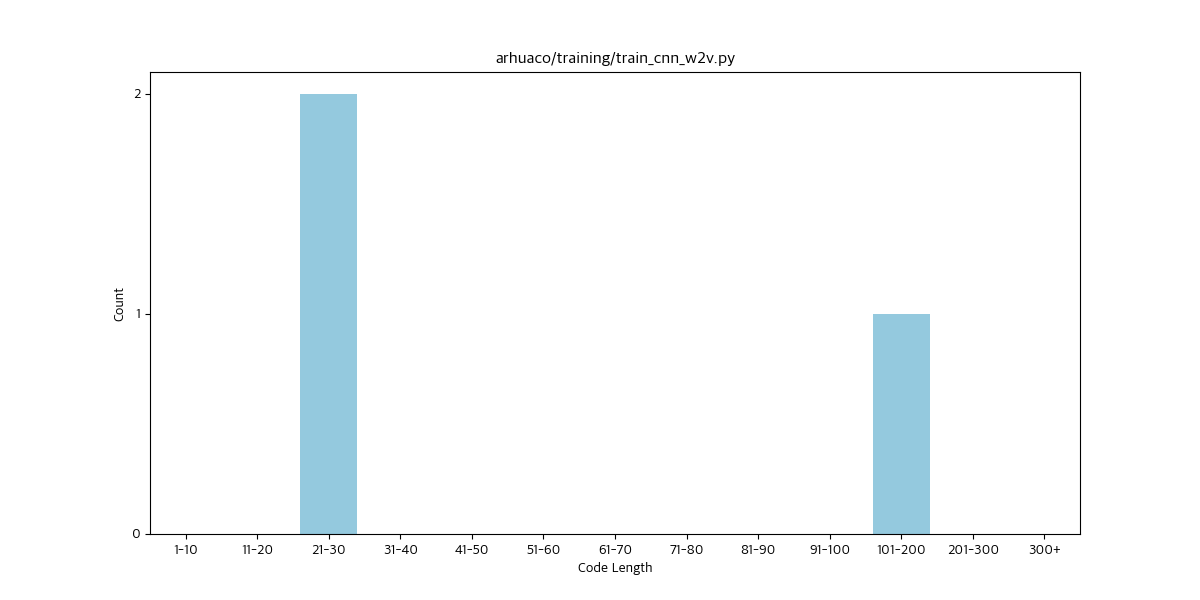 arhuaco/training/train_cnn_w2v.py
Count
2
1
0
1-10 11-20 21-30 31-40 41-50 51-60 61-70 71-80 81-90 91-100 101-200 201-300 300+
Code Length